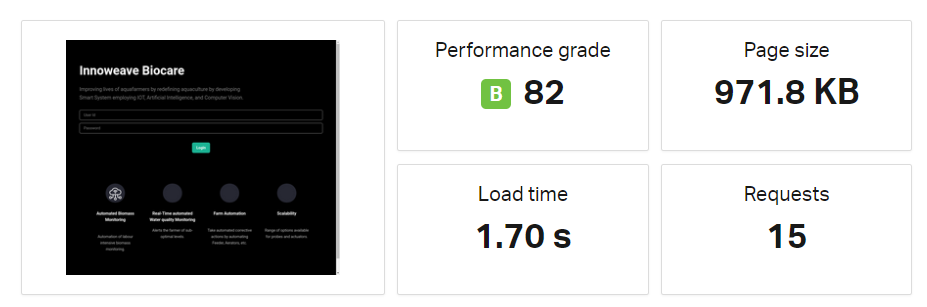 Innoweave Biocare
Improving lives of aquafarmers by redefining aquaculture by developing
Smart System employing IOT, Artificial Intelligence, and Computer Vision.
User ID
Password
Login
Automated Biomass
Monitoring
Automation of labour
intensive biomass
monitoring.
Real-Time automated
Water quality Monitoring
Alerts the farmer of sub-
optimal levels.
Farm Automation
Take automated corrective
actions by automating
Feeder, Aerators, etc.
Scalability
Range of options available
for probes and actuators.
Performance grade
B 82
Page size
971.8 KB
Load time
1.70 s
Requests
15